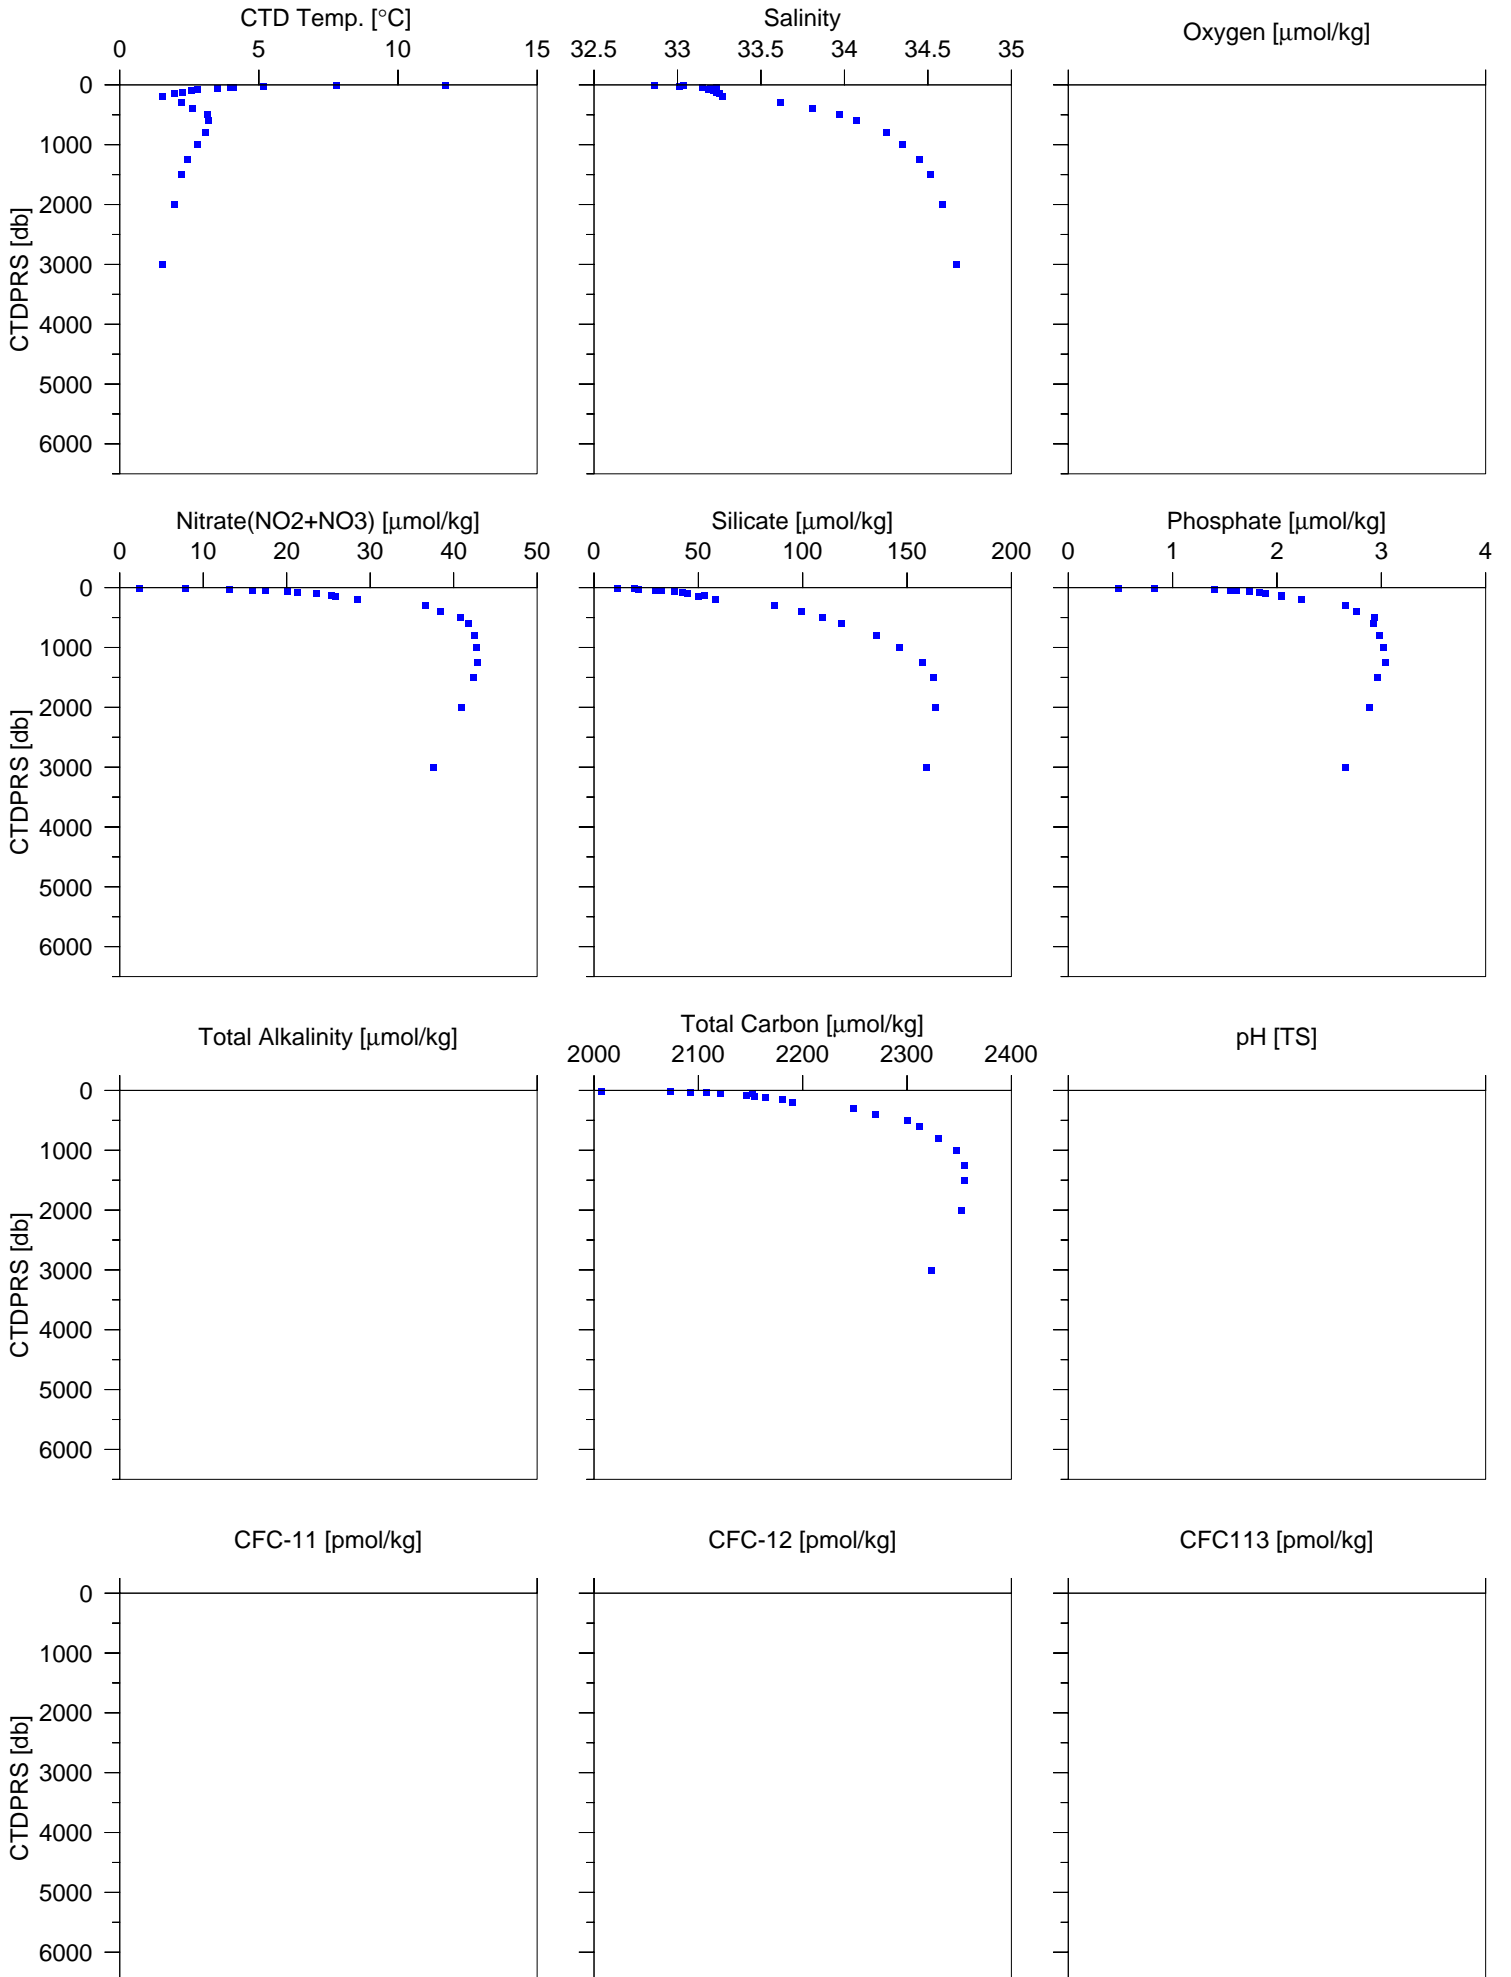 CTD Temp. [°C] Salinity Oxygen [μmol/kg]
0 5 10 15 32.5 33 33.5 34 34.5 35
0
1000
2000
3000
4000
5000
6000
CTDPRS [db]
Nitrate(NO2+NO3) [μmol/kg] Silicate [μmol/kg] Phosphate [μmol/kg]
0 10 20 30 40 50 0 50 100 150 200 0 1 2 3 4
0
1000
2000
3000
4000
5000
6000
CTDPRS [db]
Total Alkalinity [μmol/kg] Total Carbon [μmol/kg] pH [TS]
2000 2100 2200 2300 2400
0
1000
2000
3000
4000
5000
6000
CTDPRS [db]
CFC-11 [pmol/kg] CFC-12 [pmol/kg] CFC113 [pmol/kg]
0
1000
2000
3000
4000
5000
6000
CTDPRS [db]